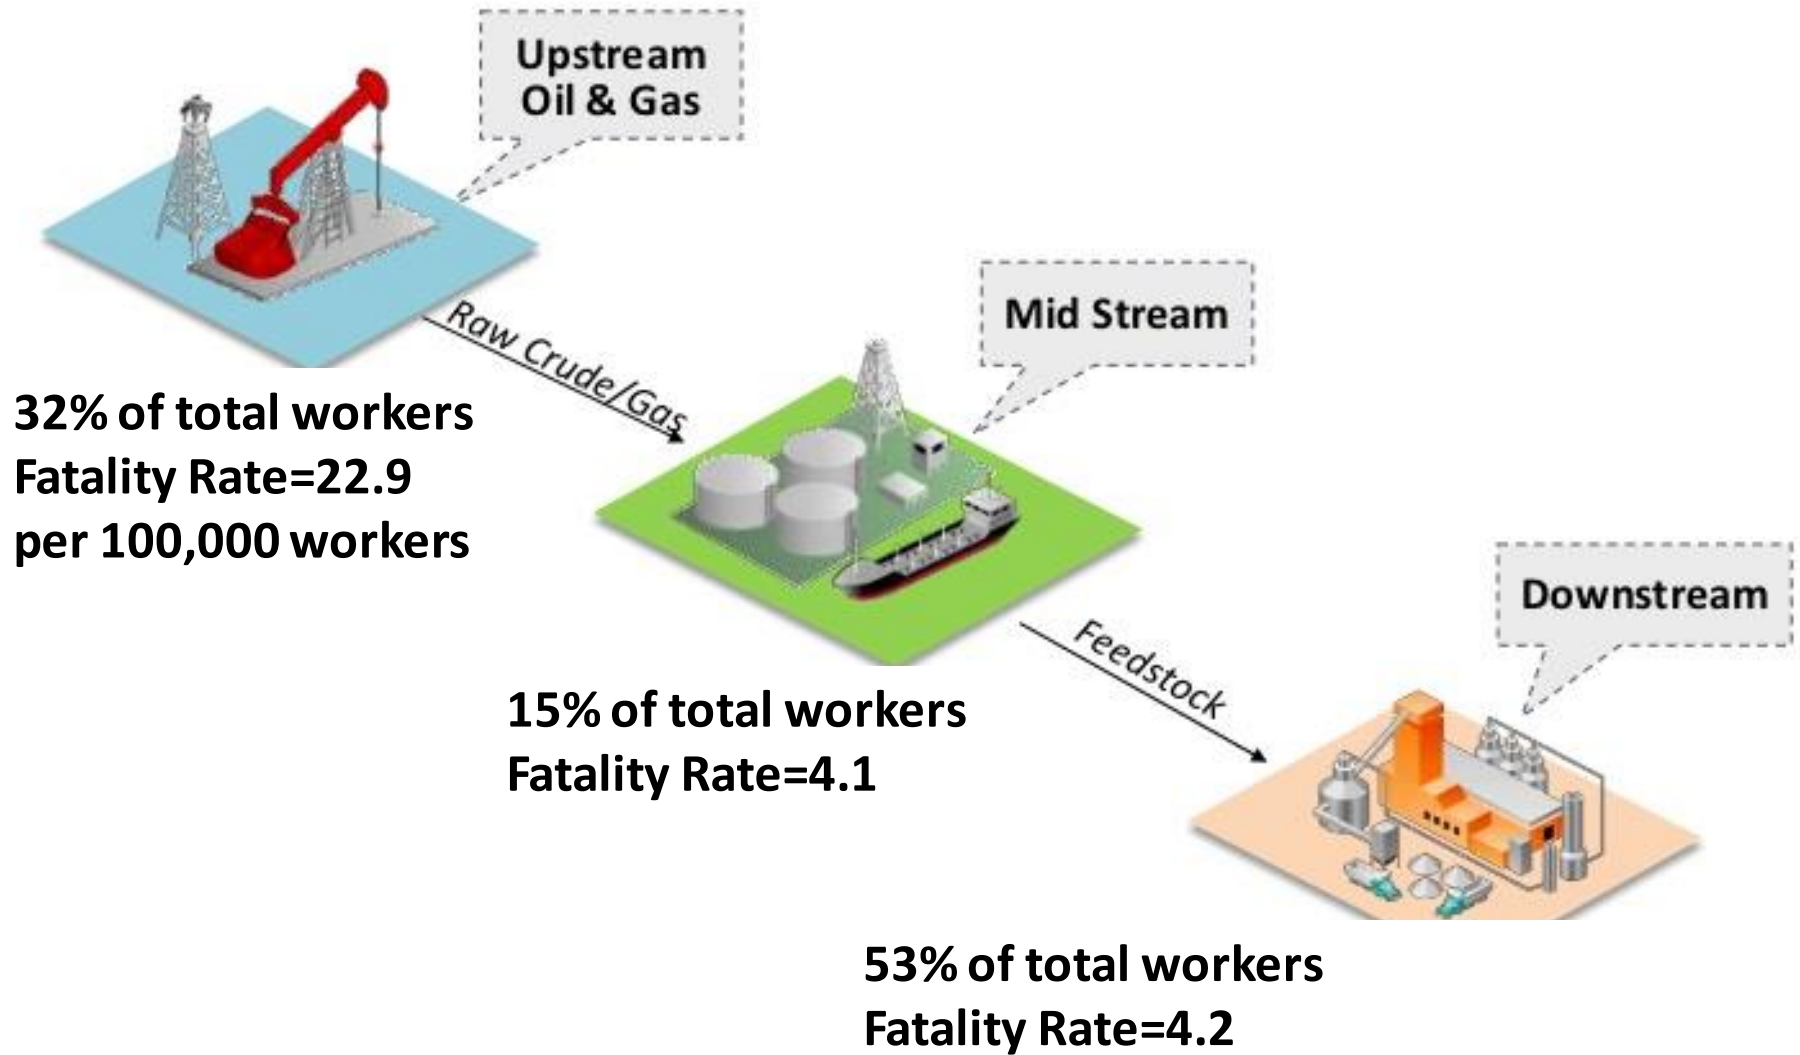 Upstream
Oil & Gas
Raw Crude/Gas
Mid Stream
32% of total workers
Fatality Rate=22.9
per 100,000 workers
Feedstock
Downstream
15% of total workers
Fatality Rate=4.1
53% of total workers
Fatality Rate=4.2